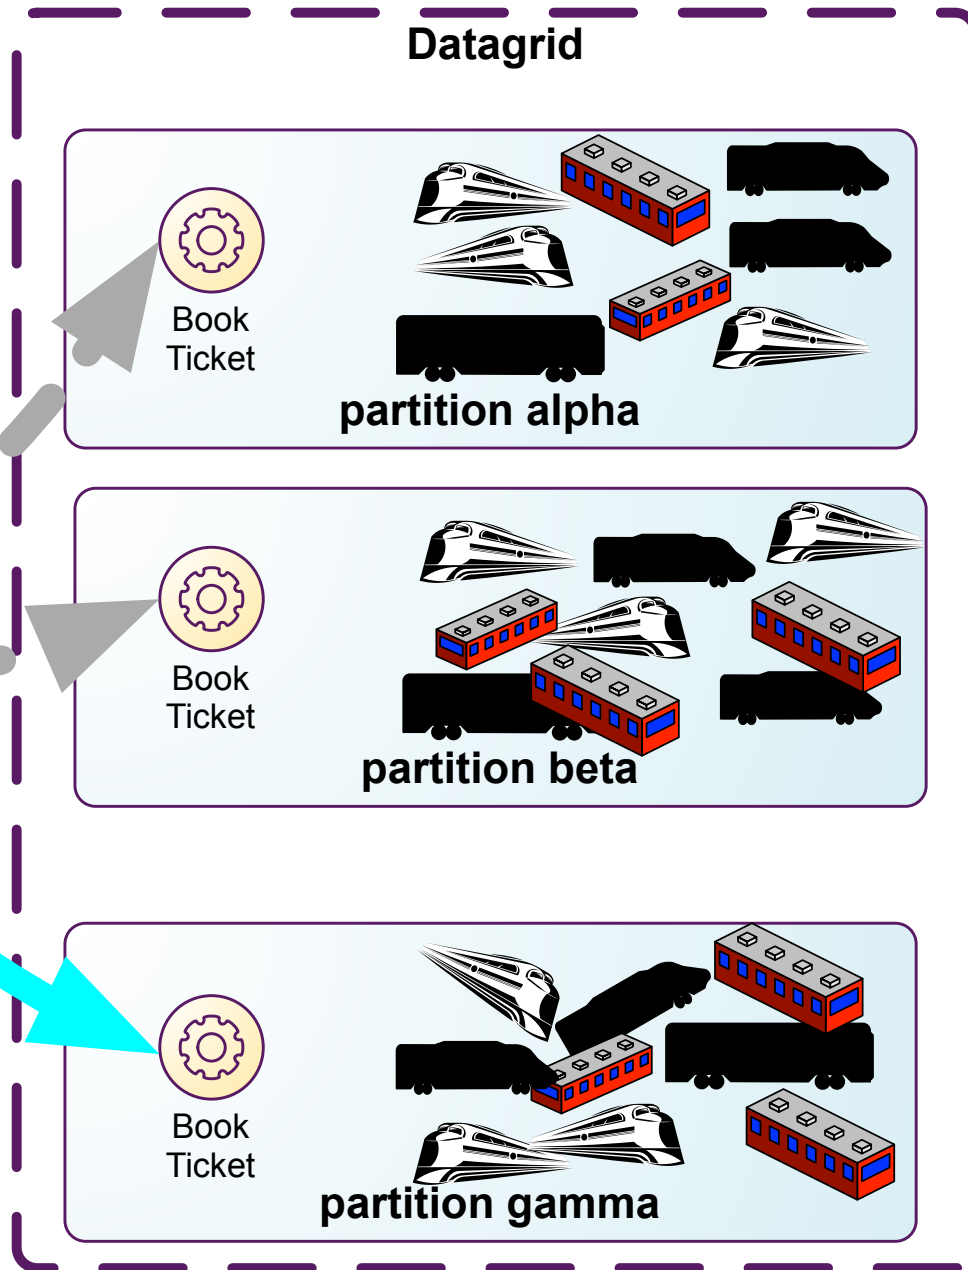 Datagrid
Book
Ticket
partition alpha
Book
Ticket
partition beta
Book
Ticket
partition gamma